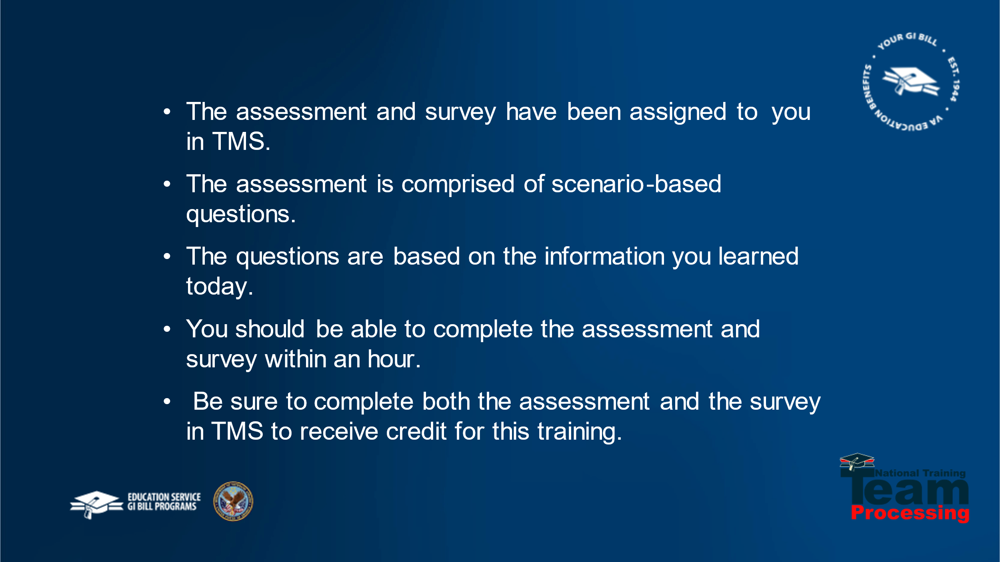 YOUR GI BILL • EST. 1944 • VA EDUCATION BENEFITS •
• The assessment and survey have been assigned to you
in TMS.
• The assessment is comprised of scenario-based
questions.
• The questions are based on the information you learned
today.
• You should be able to complete the assessment and
survey within an hour.
• Be sure to complete both the assessment and the survey
in TMS to receive credit for this training.
EDUCATION SERVICE
GI BILL PROGRAMS
National Training
Team
Processing